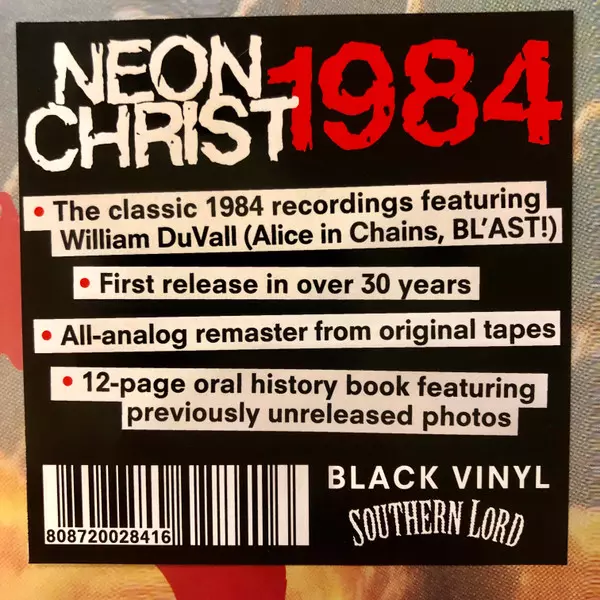 NEON
CHRIST 1984
• The classic 1984 recordings featuring
William DuVall (Alice in Chains, BL'AST!)
• First release in over 30 years
• All-analog remaster from original tapes
• 12-page oral history book featuring
previously unreleased photos
808720028416
BLACK VINYL
SOUTHERN LORD